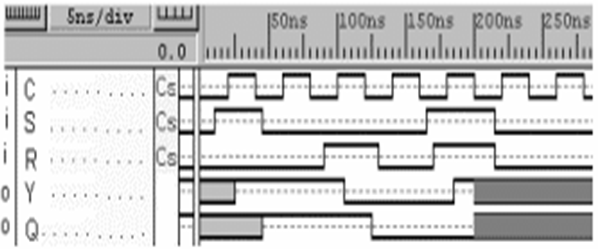 5ns/div 50ns 100ns 150ns 200ns 250ns
0.0
i C ......... Cs
i S ......... Cs
i R ......... Cs
o Y .........
o Q .........